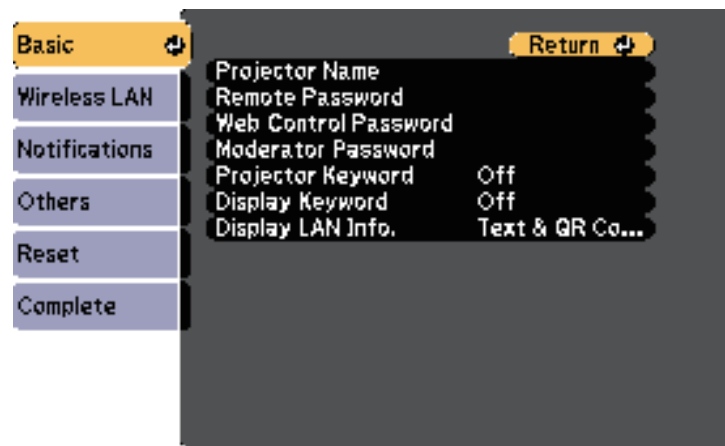 Basic
Wireless LAN
Notifications
Others
Reset
Complete
Return
Projector Name
Remote Password
Web Control Password
Moderator Password
Projector Keyword Off
Display Keyword Off
Display LAN Info. Text & QR Co...